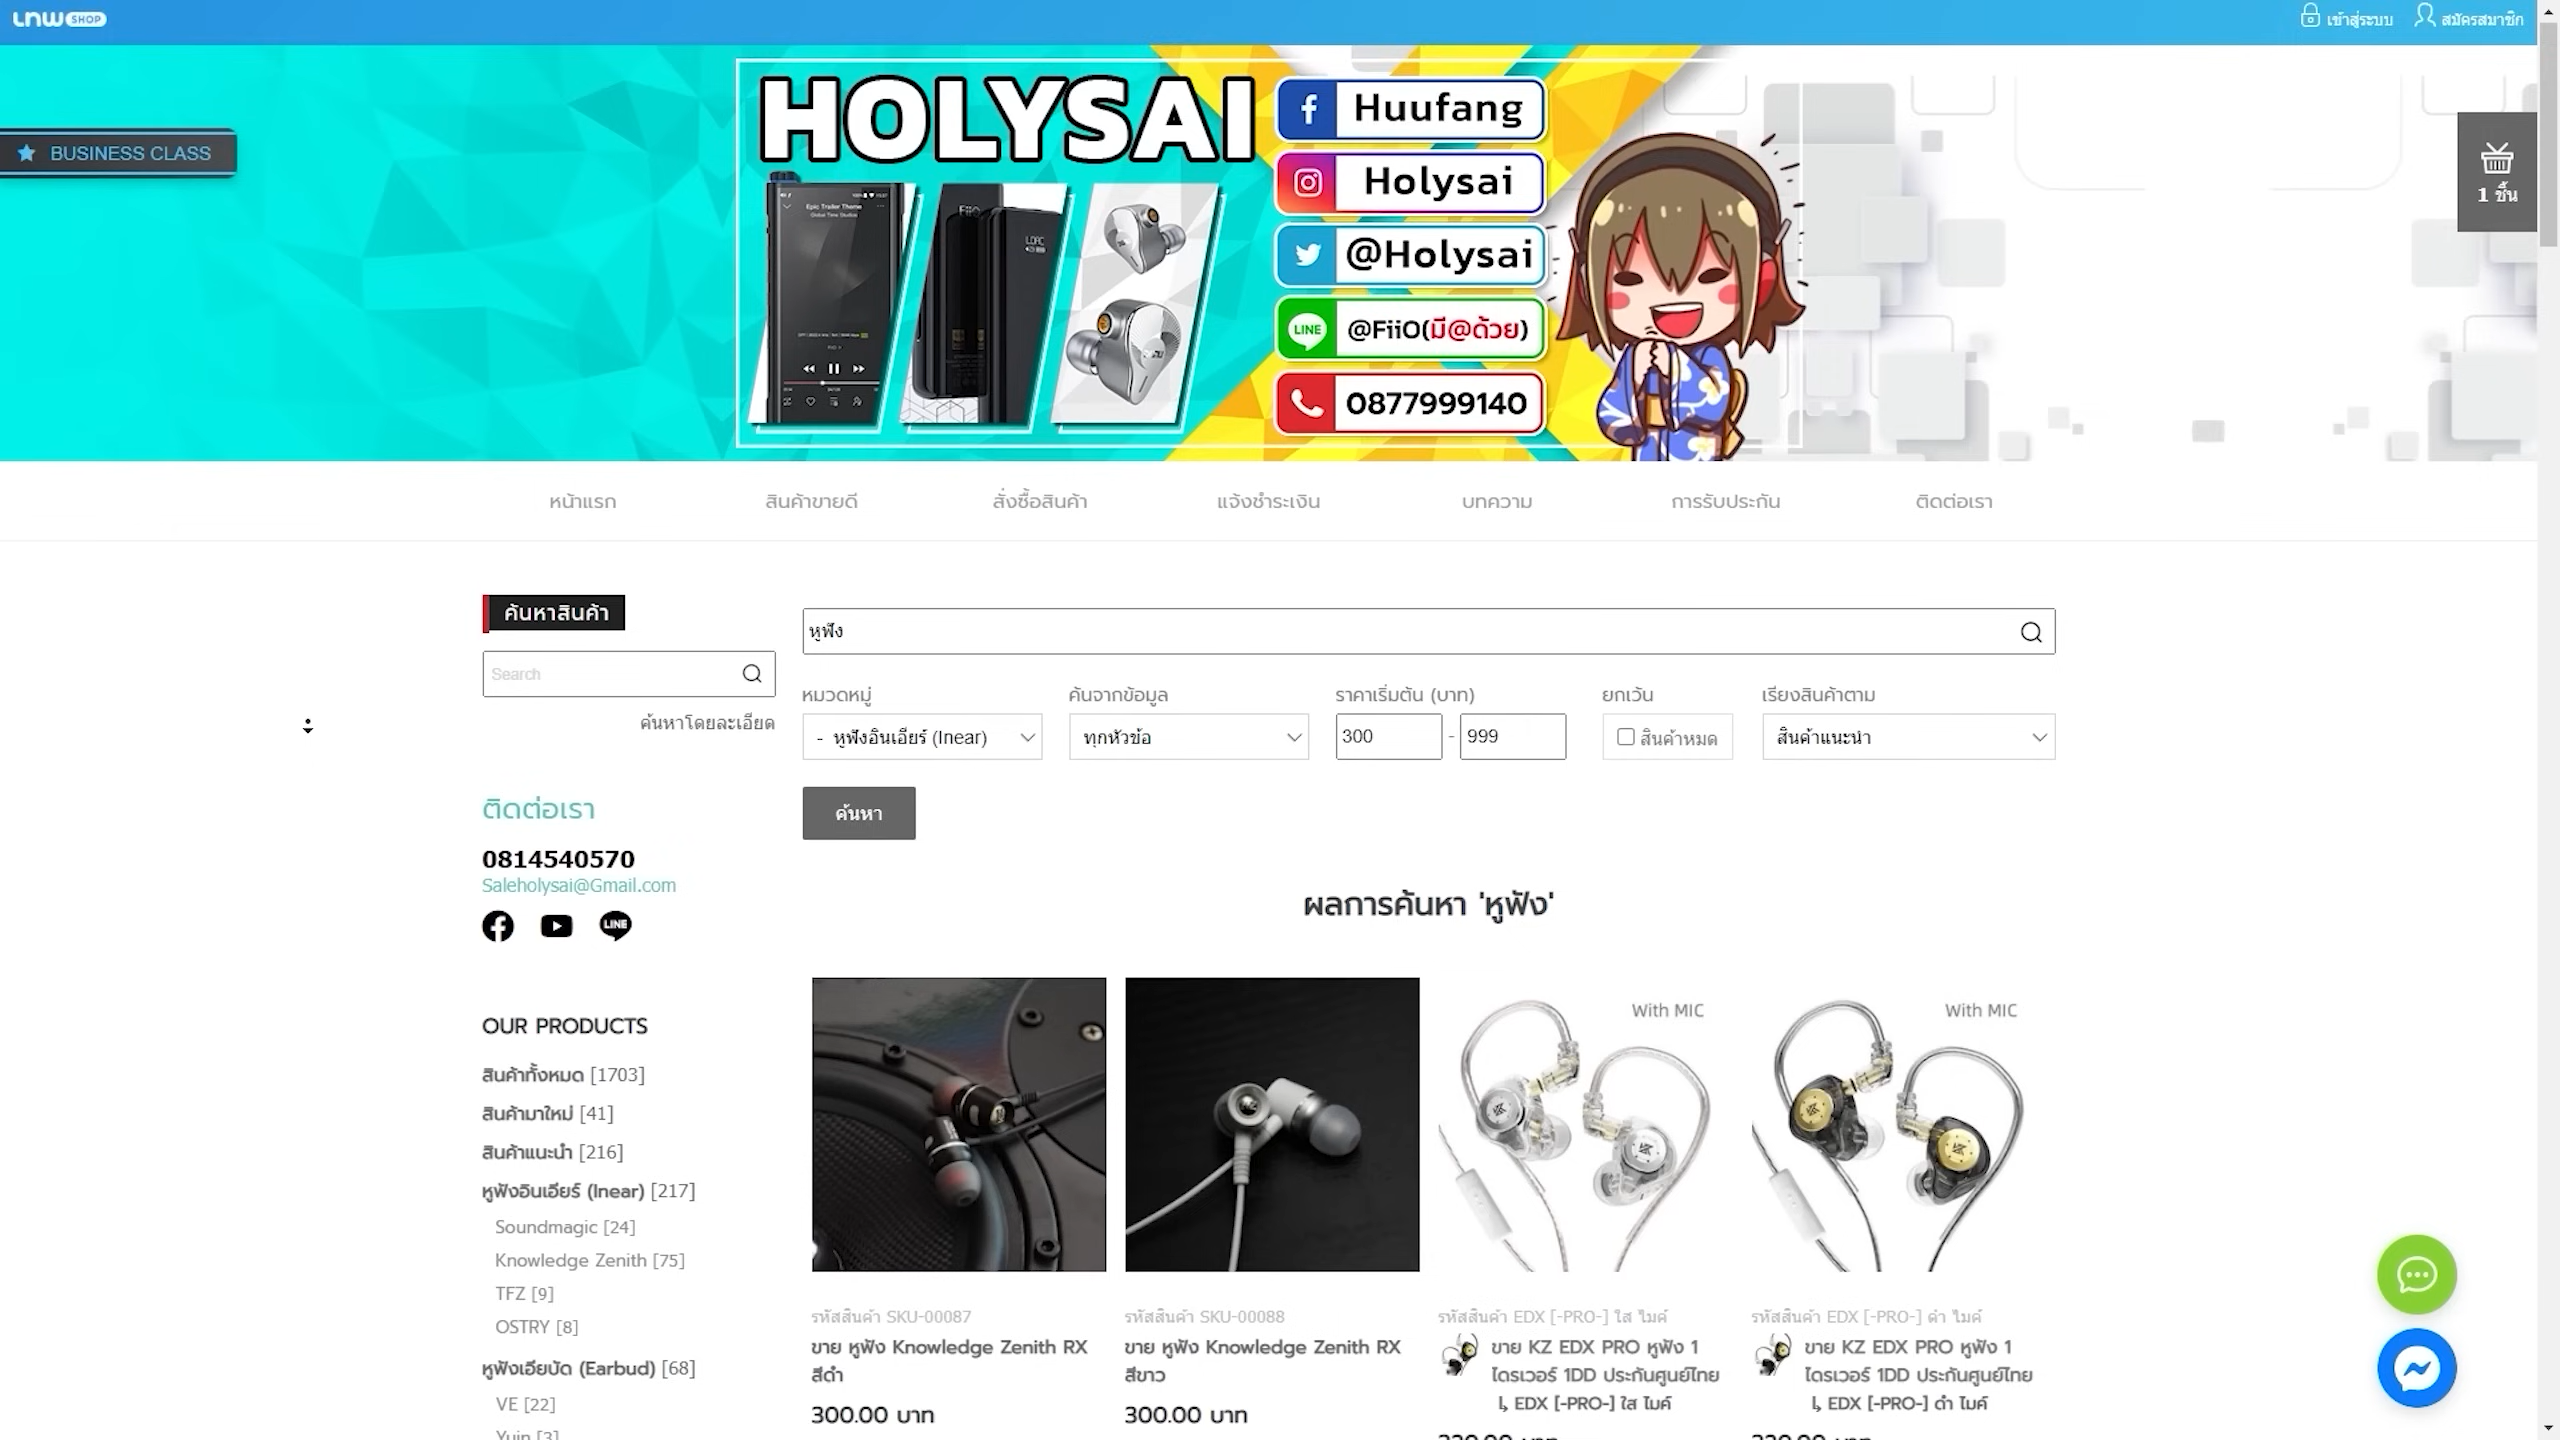 LnwSHOP
เข้าสู่ระบบ
สมัครสมาชิก
BUSINESS CLASS
1 ชิ้น
HOLYSAI
Huufang
Holysai
@Holysai
LINE @FiiO(มี@ด้วย)
0877999140
Epic Trailer Theme
FiiO
LDAC
หน้าแรก
สินค้าขายดี
สั่งซื้อสินค้า
แจ้งชำระเงิน
บทความ
การรับประกัน
ติดต่อเรา
ค้นหาสินค้า
Search
ค้นหาโดยละเอียด
หูฟัง
หมวดหมู่
- หูฟังอินเอียร์ (Inear)
ค้นจากข้อมูล
ทุกหัวข้อ
ราคาเริ่มต้น (บาท)
300 - 999
ยกเว้น
สินค้าหมด
เรียงสินค้าตาม
สินค้าแนะนำ
ค้นหา
ติดต่อเรา
0814540570
Saleholysai@Gmail.com
LINE
OUR PRODUCTS
สินค้าทั้งหมด [1703]
สินค้ามาใหม่ [41]
สินค้าแนะนำ [216]
หูฟังอินเอียร์ (Inear) [217]
Soundmagic [24]
Knowledge Zenith [75]
TFZ [9]
OSTRY [8]
หูฟังเอียบัด (Earbud) [68]
VE [22]
Yuin [3]
ผลการค้นหา 'หูฟัง'
รหัสสินค้า SKU-00087
ขาย หูฟัง Knowledge Zenith RX
สีดำ
300.00 บาท
รหัสสินค้า SKU-00088
ขาย หูฟัง Knowledge Zenith RX
สีขาว
300.00 บาท
With MIC
รหัสสินค้า EDX [-PRO-] ใส ไมค์
ขาย KZ EDX PRO หูฟัง 1
ไดรเวอร์ 1DD ประกันศูนย์ไทย
↳ EDX [-PRO-] ใส ไมค์
With MIC
รหัสสินค้า EDX [-PRO-] ดำ ไมค์
ขาย KZ EDX PRO หูฟัง 1
ไดรเวอร์ 1DD ประกันศูนย์ไทย
↳ EDX [-PRO-] ดำ ไมค์